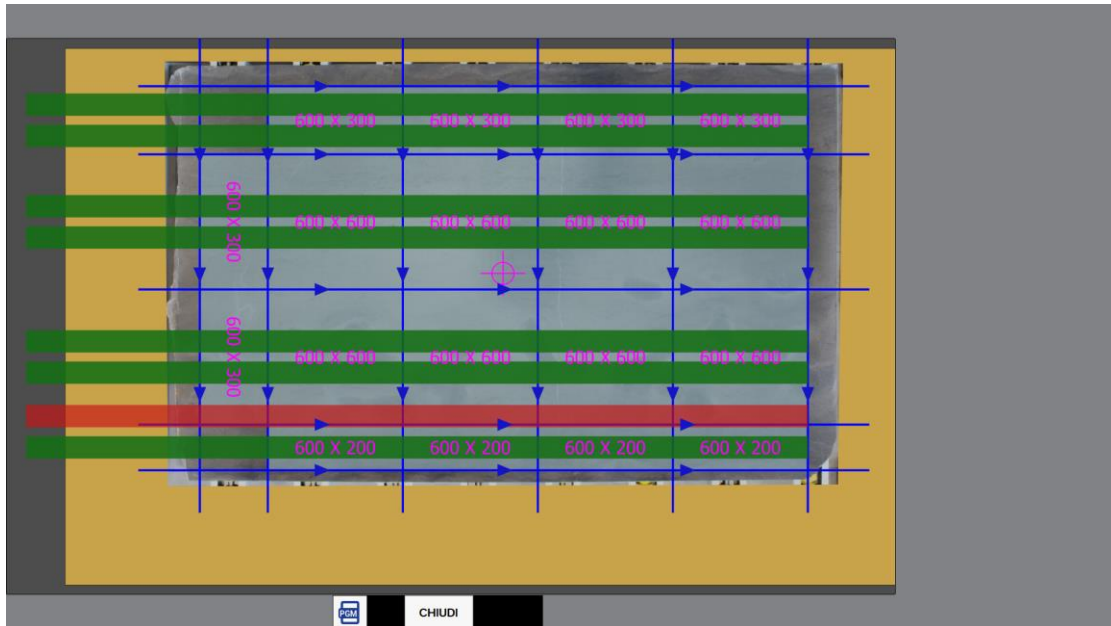 600 X 300 600 X 300 600 X 300 600 X 300
600 X 300
600 X 600 600 X 600 600 X 600 600 X 600
600 X 300
600 X 600 600 X 600 600 X 600 600 X 600
600 X 200 600 X 200 600 X 200 600 X 200
PGM
CHIUDI